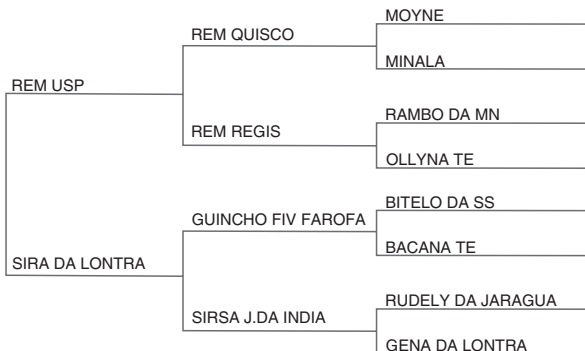 MOYNE
REM QUISCO
MINALA
REM USP
RAMBO DA MN
REM REGIS
OLLYNA TE
BITELO DA SS
GUINCHO FIV FAROFA
BACANA TE
SIRA DA LONTRA
RUDELY DA JARAGUA
SIRSA J.DA INDIA
GENA DA LONTRA